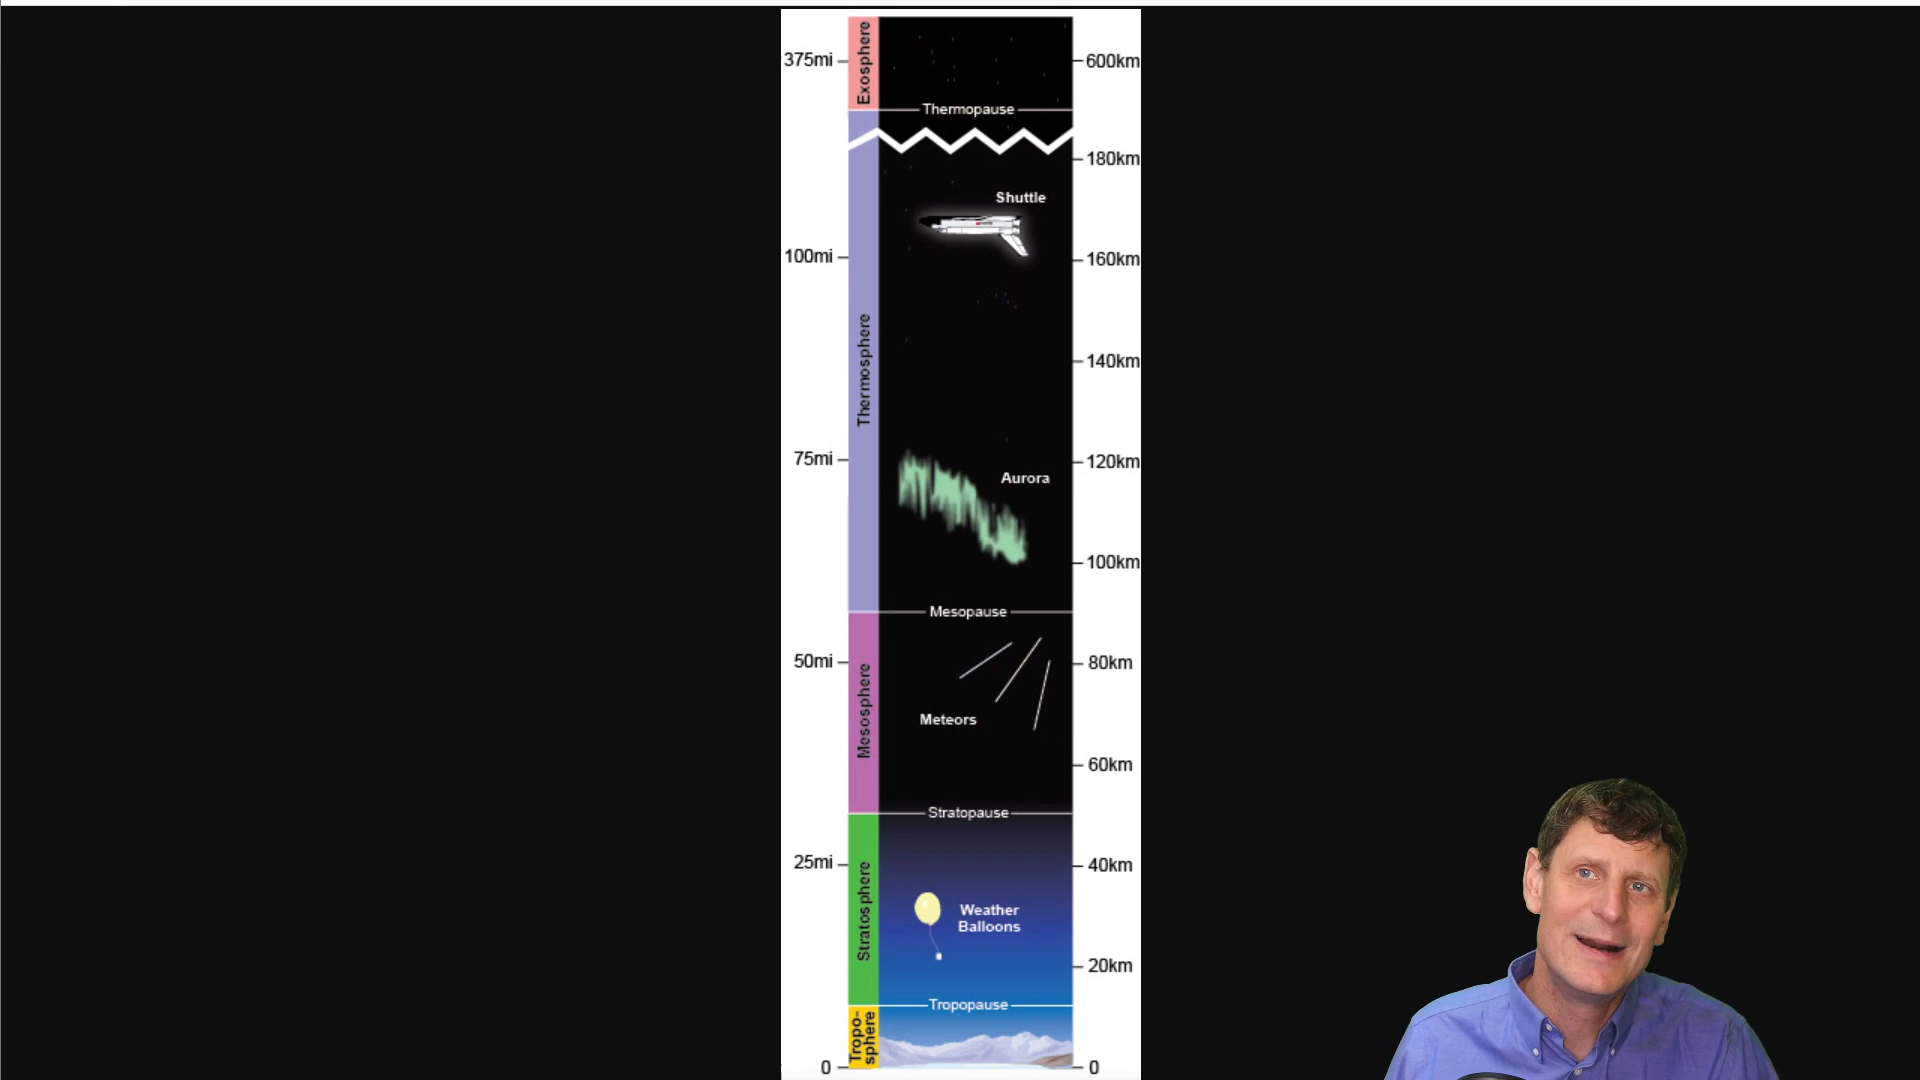 Exosphere
375mi
600km
Thermopause
180km
Shuttle
100mi
160km
Thermosphere
140km
75mi
120km
Aurora
100km
Mesopause
50mi
80km
Mesosphere
Meteors
60km
Stratopause
25mi
40km
Stratosphere
Weather
Balloons
20km
Tropopause
Tropo-
sphere
0
0